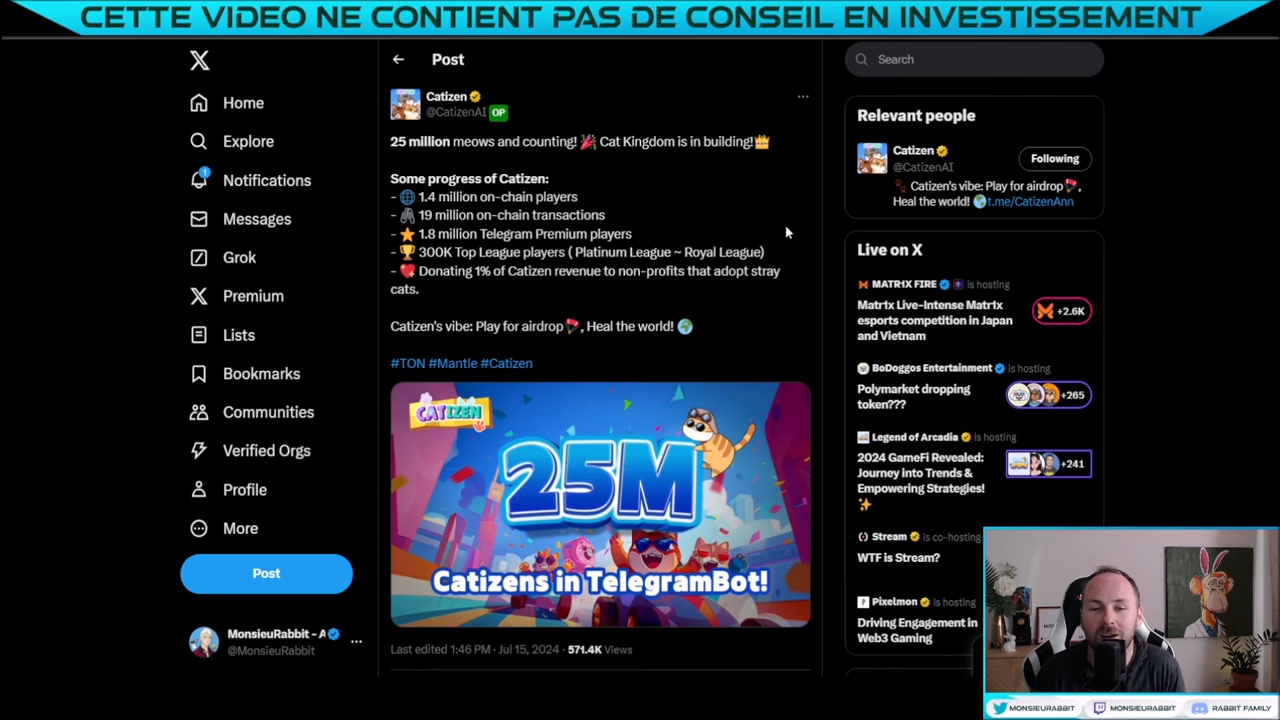 CETTE VIDEO NE CONTIENT PAS DE CONSEIL EN INVESTISSEMENT
Home
Explore
1
Notifications
Messages
Grok
Premium
Lists
Bookmarks
Communities
Verified Orgs
Profile
More
Post
MonsieuRabbit - A
@MonsieuRabbit
Post
Catizen
@CatizenAI OP
25 million meows and counting! 🎉 Cat Kingdom is in building!👑
Some progress of Catizen:
- 🌐 1.4 million on-chain players
- 19 million on-chain transactions
- ⭐ 1.8 million Telegram Premium players
- 🏆 300K Top League players ( Platinum League ~ Royal League)
- 💖 Donating 1% of Catizen revenue to non-profits that adopt stray
cats.
Catizen's vibe: Play for airdrop🪂, Heal the world! 🌍
#TON #Mantle #Catizen
CATIZEN
25M
Catizens in TelegramBot!
Last edited 1:46 PM · Jul 15, 2024 · 571.4K Views
Search
Relevant people
Catizen
@CatizenAI
Following
🐾 Catizen's vibe: Play for airdrop🪂,
Heal the world! 🌍t.me/CatizenAnn
Live on X
MATR1X FIRE is hosting
Matr1x Live-Intense Matr1x
esports competition in Japan
and Vietnam
+2.6K
BoDoggos Entertainment is hosting
Polymarket dropping
token???
+265
Legend of Arcadia is hosting
2024 GameFi Revealed:
Journey into Trends &
Empowering Strategies!
✨
+241
Stream is co-hosting
WTF is Stream?
Pixelmon is hosting
Driving Engagement in
Web3 Gaming
MONSIEURABBIT
MONSIEURABBIT
RABBIT FAMILY